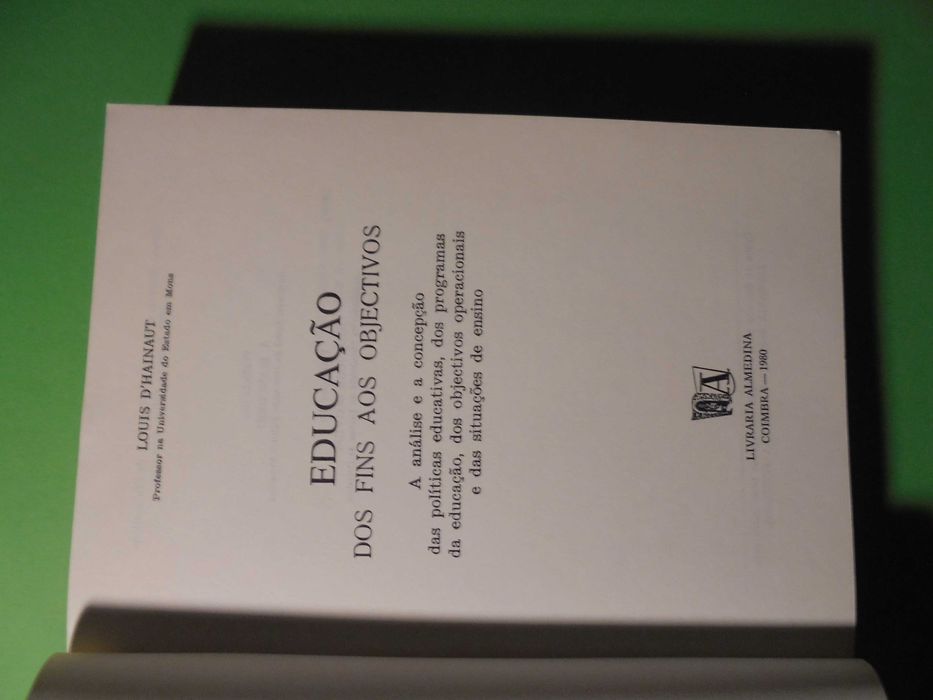 LOUIS D'HAINAUT
Professor na Universidade do Estado em Mons
EDUCAÇÃO
DOS FINS AOS OBJECTIVOS
A análise e a concepção
das políticas educativas, dos programas
da educação, dos objectivos operacionais
e das situações de ensino
LIVRARIA ALMEDINA
COIMBRA — 1980